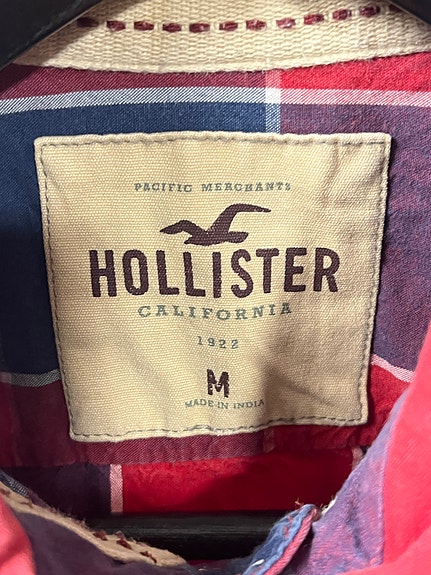 PACIFIC MERCHANTS
HOLLISTER
CALIFORNIA
1922
M
MADE IN INDIA